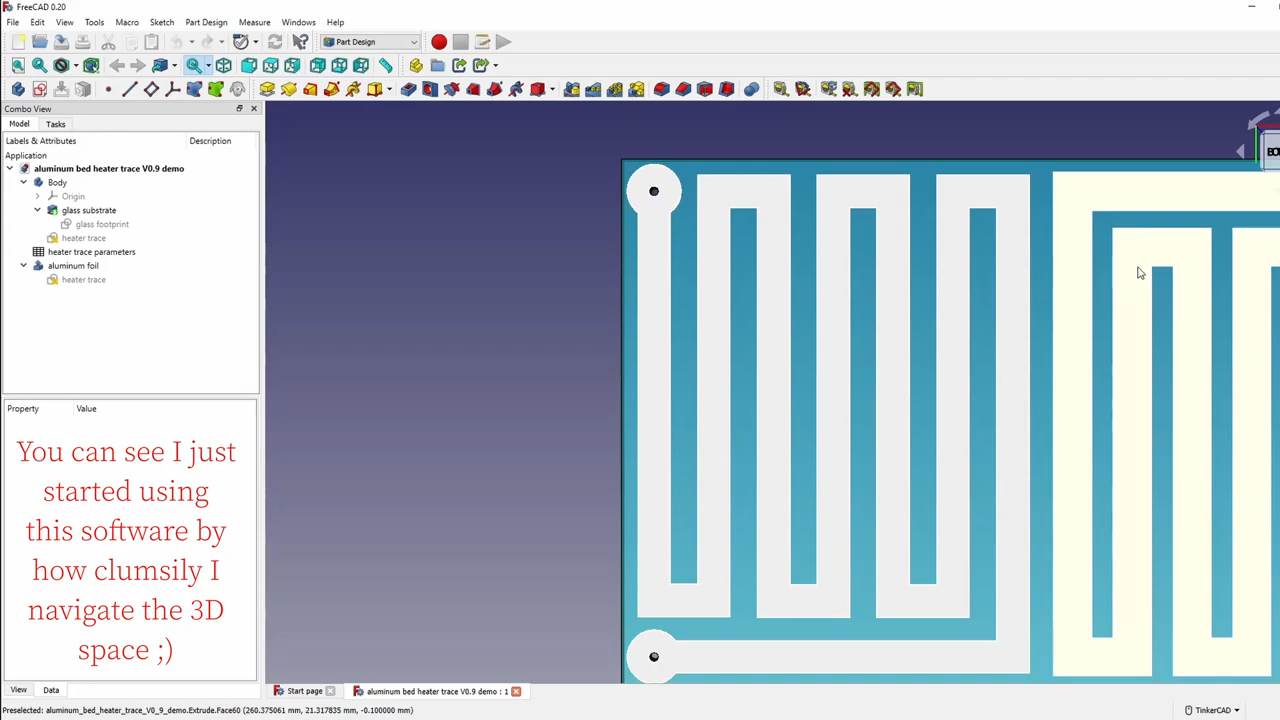 FreeCAD 0.20
File Edit View Tools Macro Sketch Part Design Measure Windows Help
Part Design
Combo View
Model Tasks
Labels & Attributes Description
Application
aluminum bed heater trace V0.9 demo
Body
Origin
glass substrate
glass footprint
heater trace
heater trace parameters
aluminum foil
heater trace
Property Value
You can see I just
started using
this software by
how clumsily I
navigate the 3D
space ;)
View Data
Start page aluminum bed heater trace V0.9 demo : 1
Preselected: aluminum_bed_heater_trace_V0_9_demo.Extrude.Face60 (260.375061 mm, 21.317835 mm, -0.100000 mm)
TinkerCAD